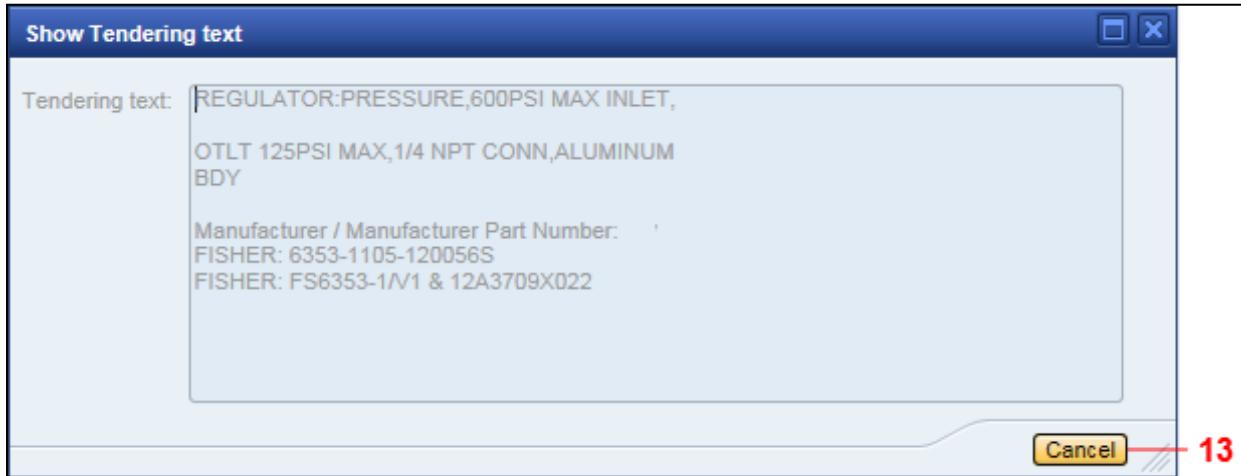 Show Tendering text
Tendering text:
REGULATOR:PRESSURE,600PSI MAX INLET,
OTLT 125PSI MAX,1/4 NPT CONN,ALUMINUM
BDY
Manufacturer / Manufacturer Part Number:
FISHER: 6353-1105-120056S
FISHER: FS6353-1/V1 & 12A3709X022
Cancel
13